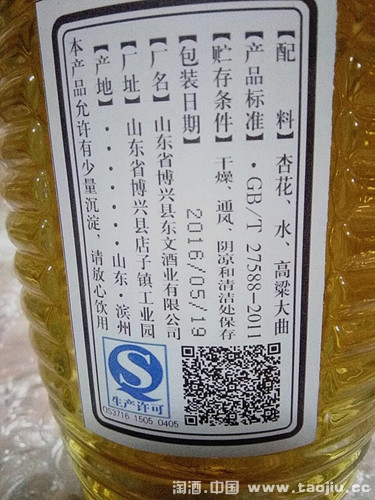 【配 料】杏花、水、高粱大曲
【产品标准】·GB/T 27588-2011
【贮存条件】干燥、通风、阴凉和清洁处保存
【包装日期】2016/05/19
【厂名】山东省博兴县东文酒业有限公司
【厂址】山东省博兴县店子镇工业园
【产地】·······山东·滨州
本产品允许有少量沉淀，请放心饮用
生产许可
QS3716 1505 0405
淘酒.中国 www.taojiu.cc